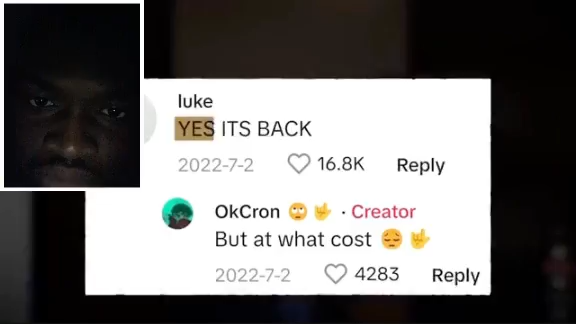 luke
YES ITS BACK
2022-7-2 16.8K Reply
OkCron 🙄 🤟 · Creator
But at what cost 😔 🤟
2022-7-2 4283 Reply